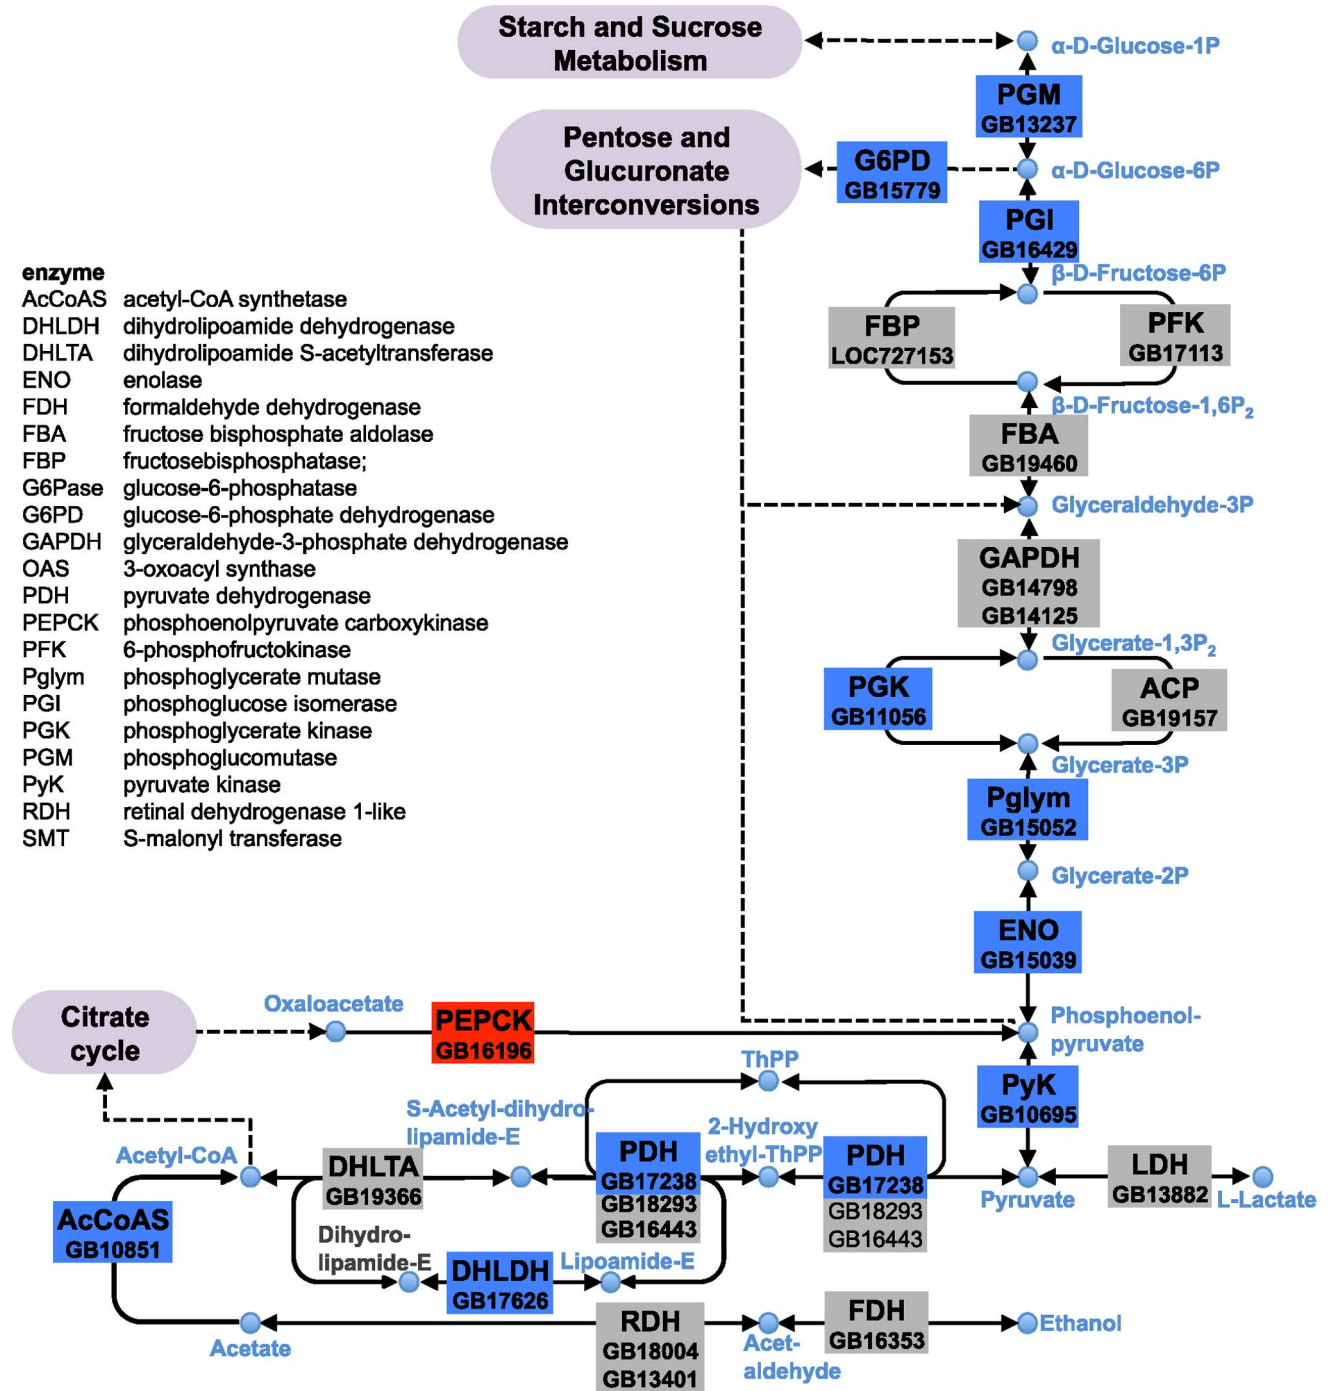 Starch and Sucrose
Metabolism
α-D-Glucose-1P
PGM
GB13237
Pentose and
Glucuronate
Interconversions
G6PD
GB15779
α-D-Glucose-6P
PGI
GB16429
β-D-Fructose-6P
FBP
LOC727153
PFK
GB17113
β-D-Fructose-1,6P₂
FBA
GB19460
Glyceraldehyde-3P
GAPDH
GB14798
GB14125
Glycerate-1,3P₂
PGK
GB11056
ACP
GB19157
Glycerate-3P
Pglym
GB15052
Glycerate-2P
ENO
GB15039
enzyme
AcCoAS acetyl-CoA synthetase
DHLDH dihydrolipoamide dehydrogenase
DHLTA dihydrolipoamide S-acetyltransferase
ENO enolase
FDH formaldehyde dehydrogenase
FBA fructose bisphosphate aldolase
FBP fructosebisphosphatase;
G6Pase glucose-6-phosphatase
G6PD glucose-6-phosphate dehydrogenase
GAPDH glyceraldehyde-3-phosphate dehydrogenase
OAS 3-oxoacyl synthase
PDH pyruvate dehydrogenase
PEPCK phosphoenolpyruvate carboxykinase
PFK 6-phosphofructokinase
Pglym phosphoglycerate mutase
PGI phosphoglucose isomerase
PGK phosphoglycerate kinase
PGM phosphoglucomutase
PyK pyruvate kinase
RDH retinal dehydrogenase 1-like
SMT S-malonyl transferase
Citrate
cycle
Oxaloacetate
PEPCK
GB16196
Phosphoenol-
pyruvate
ThPP
PyK
GB10695
S-Acetyl-dihydro-
lipamide-E
2-Hydroxy
ethyl-ThPP
Acetyl-CoA
DHLTA
GB19366
PDH
GB17238
GB18293
GB16443
PDH
GB17238
GB18293
GB16443
Pyruvate
LDH
GB13882
L-Lactate
AcCoAS
GB10851
Dihydro-
lipamide-E
DHLDH
GB17626
Lipoamide-E
Acetate
RDH
GB18004
GB13401
Acet-
aldehyde
FDH
GB16353
Ethanol